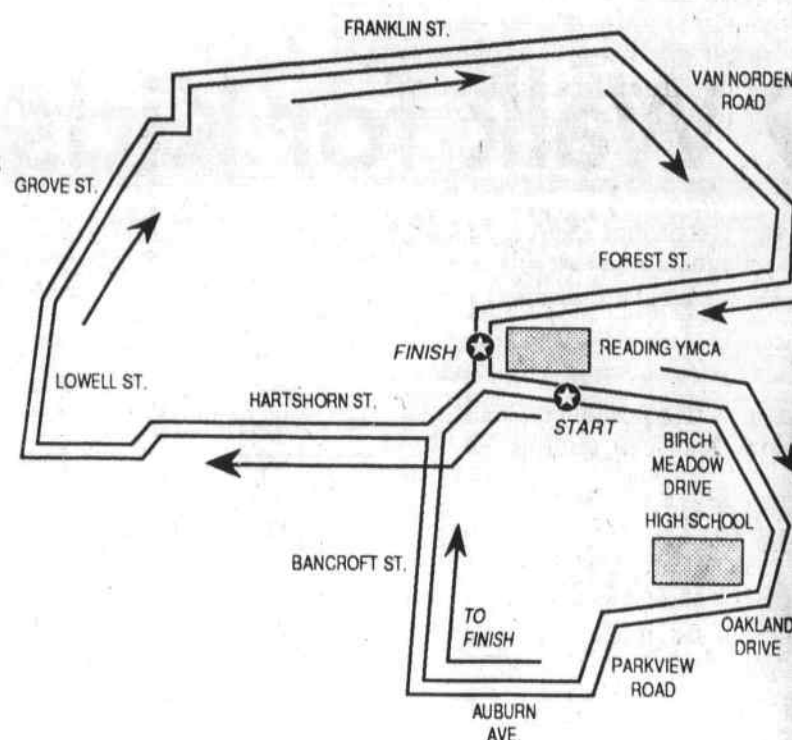 FRANKLIN ST.
VAN NORDEN
ROAD
GROVE ST.
FOREST ST.
FINISH
READING YMCA
LOWELL ST.
HARTSHORN ST.
START
BIRCH
MEADOW
DRIVE
HIGH SCHOOL
BANCROFT ST.
TO
FINISH
OAKLAND
DRIVE
PARKVIEW
ROAD
AUBURN
AVE.